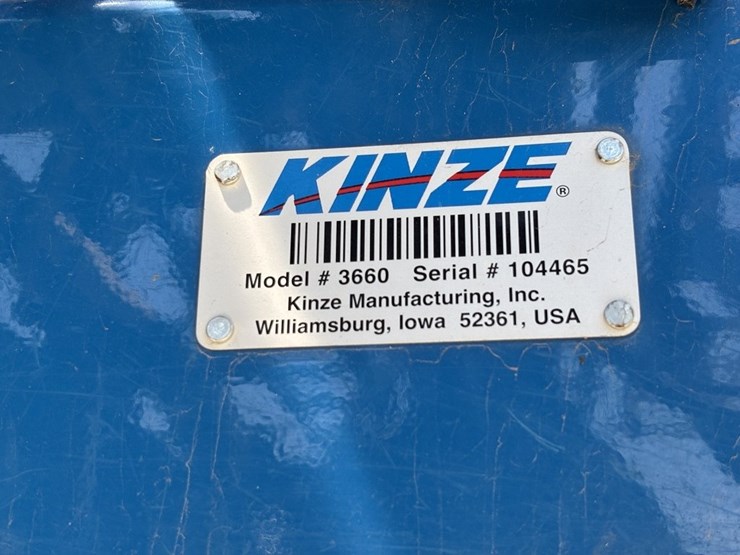 KINZE®
Model # 3660 Serial # 104465
Kinze Manufacturing, Inc.
Williamsburg, Iowa 52361, USA